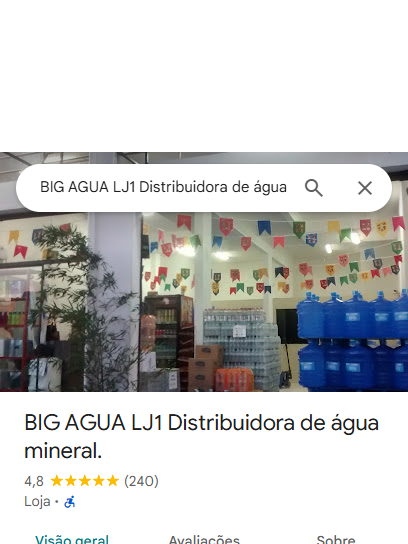 BIG AGUA LJ1 Distribuidora de água
BIG AGUA LJ1 Distribuidora de água
mineral.
4,8 (240)
Loja ·
Visão geral Avaliações Sobre